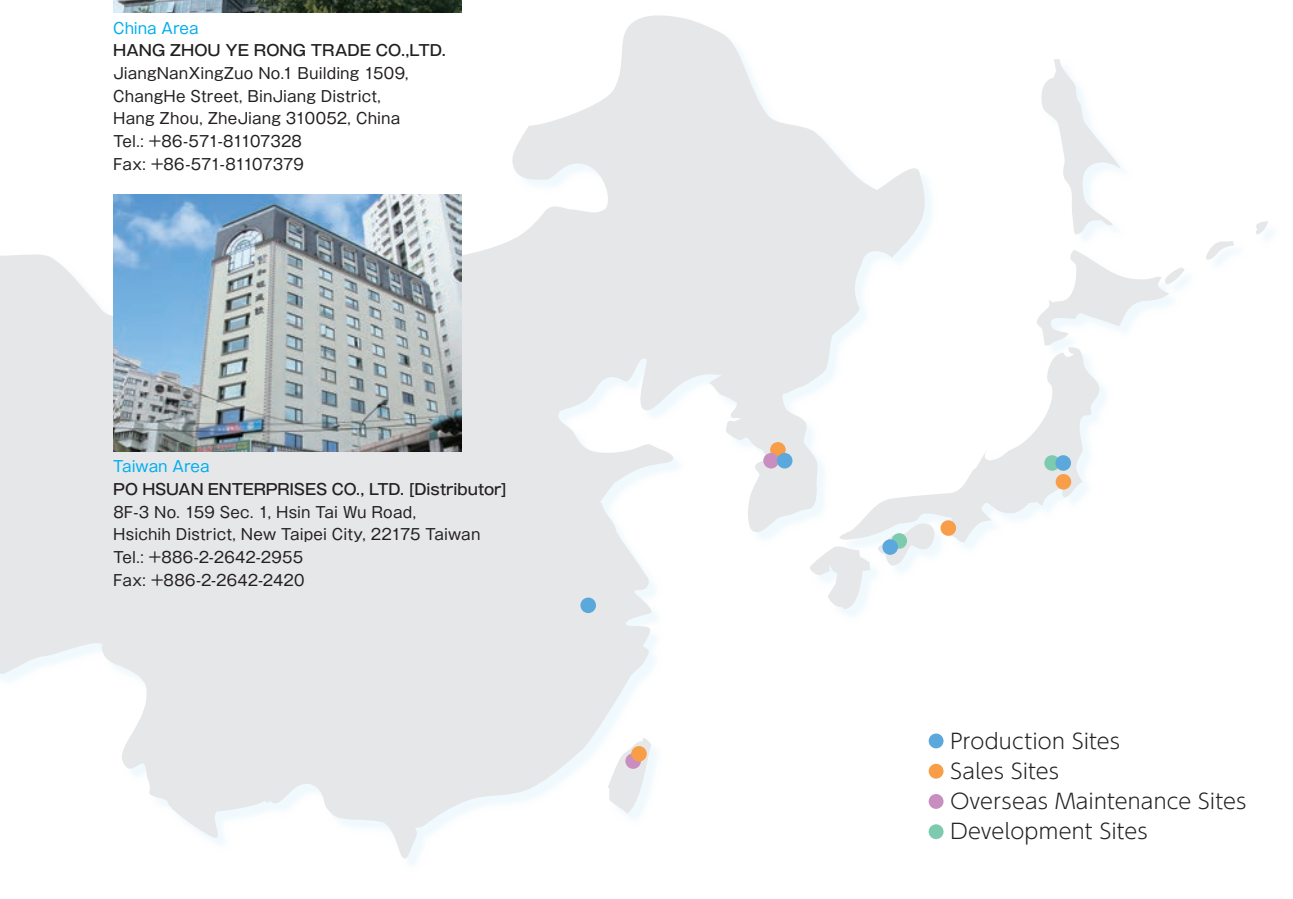 China Area
HANG ZHOU YE RONG TRADE CO.,LTD.
JiangNanXingZuo No.1 Building 1509,
ChangHe Street, BinJiang District,
Hang Zhou, ZheJiang 310052, China
Tel.: +86-571-81107328
Fax: +86-571-81107379
Taiwan Area
PO HSUAN ENTERPRISES CO., LTD. [Distributor]
8F-3 No. 159 Sec. 1, Hsin Tai Wu Road,
Hsichih District, New Taipei City, 22175 Taiwan
Tel.: +886-2-2642-2955
Fax: +886-2-2642-2420
Production Sites
Sales Sites
Overseas Maintenance Sites
Development Sites